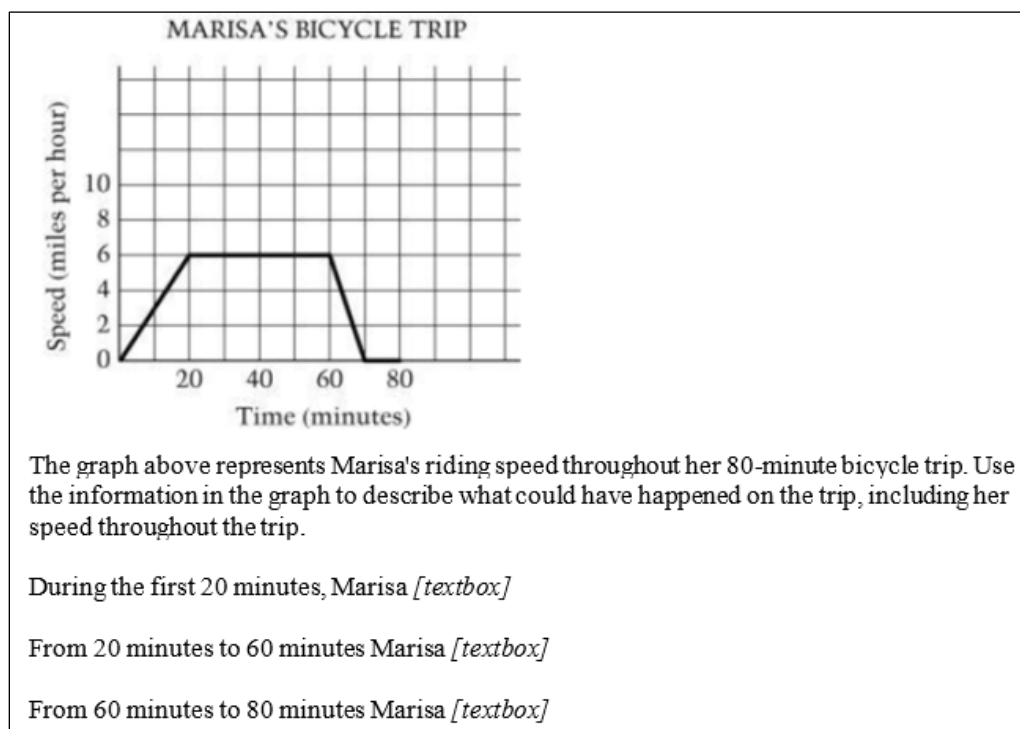 MARISA'S BICYCLE TRIP
Speed (miles per hour)
10
8
6
4
2
0
20 40 60 80
Time (minutes)
The graph above represents Marisa's riding speed throughout her 80-minute bicycle trip. Use
the information in the graph to describe what could have happened on the trip, including her
speed throughout the trip.
During the first 20 minutes, Marisa [textbox]
From 20 minutes to 60 minutes Marisa [textbox]
From 60 minutes to 80 minutes Marisa [textbox]